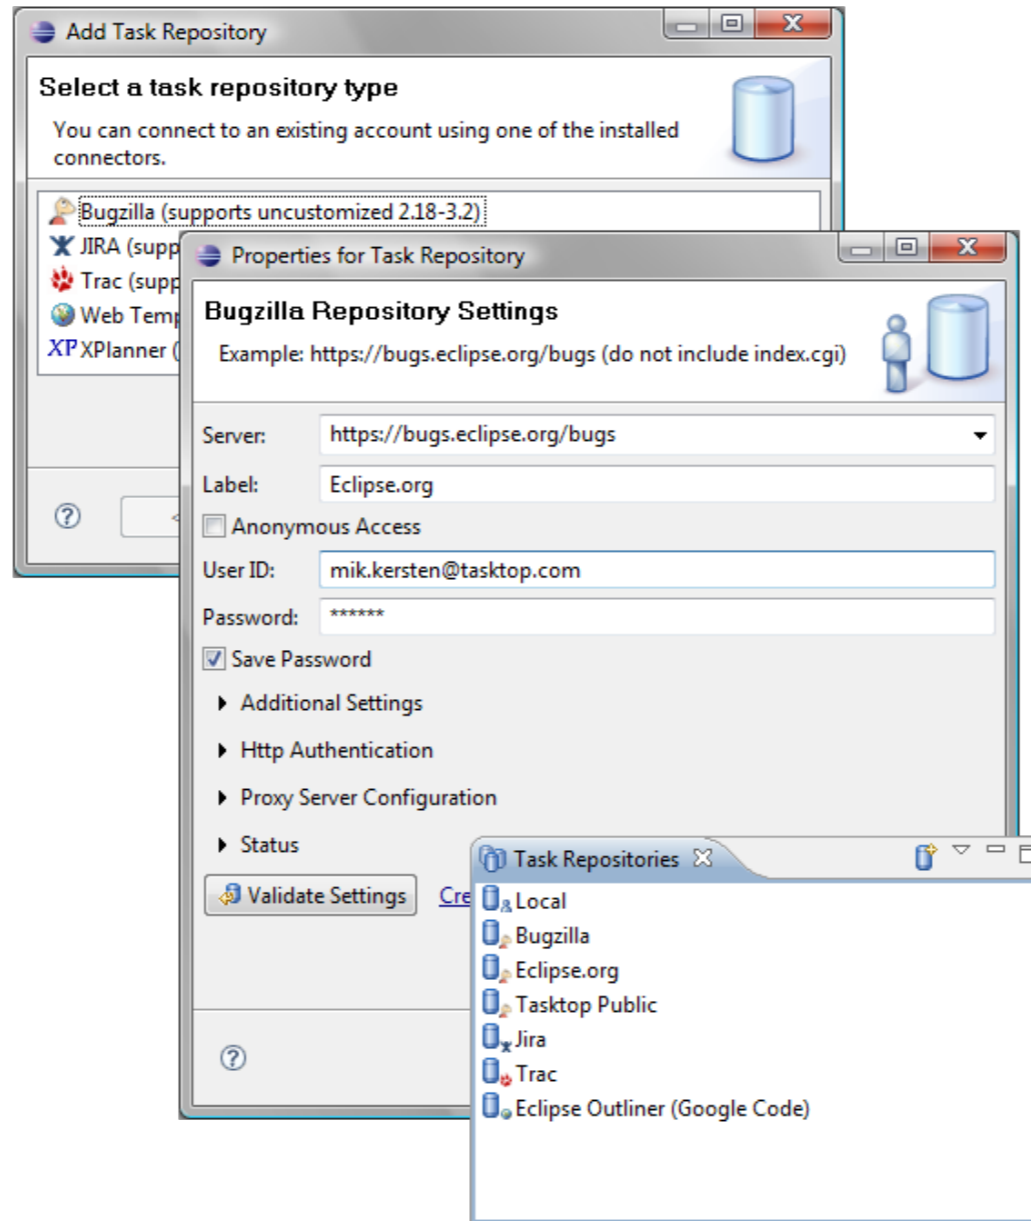 Add Task Repository
Select a task repository type
You can connect to an existing account using one of the installed
connectors.
Bugzilla (supports uncustomized 2.18-3.2)
JIRA (supp
Trac (supp
Web Temp
XP XPlanner (
Properties for Task Repository
Bugzilla Repository Settings
Example: https://bugs.eclipse.org/bugs (do not include index.cgi)
Server: https://bugs.eclipse.org/bugs
Label: Eclipse.org
Anonymous Access
User ID: mik.kersten@tasktop.com
Password: ******
Save Password
Additional Settings
Http Authentication
Proxy Server Configuration
Status
Validate Settings Cre
Task Repositories
Local
Bugzilla
Eclipse.org
Tasktop Public
Jira
Trac
Eclipse Outliner (Google Code)